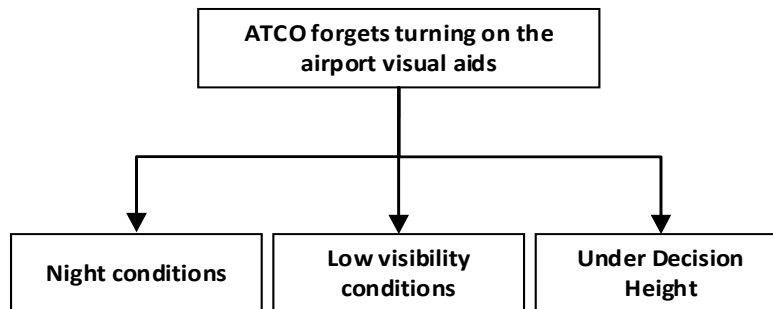 ATCO forgets turning on the
airport visual aids
Night conditions
Low visibility
conditions
Under Decision
Height